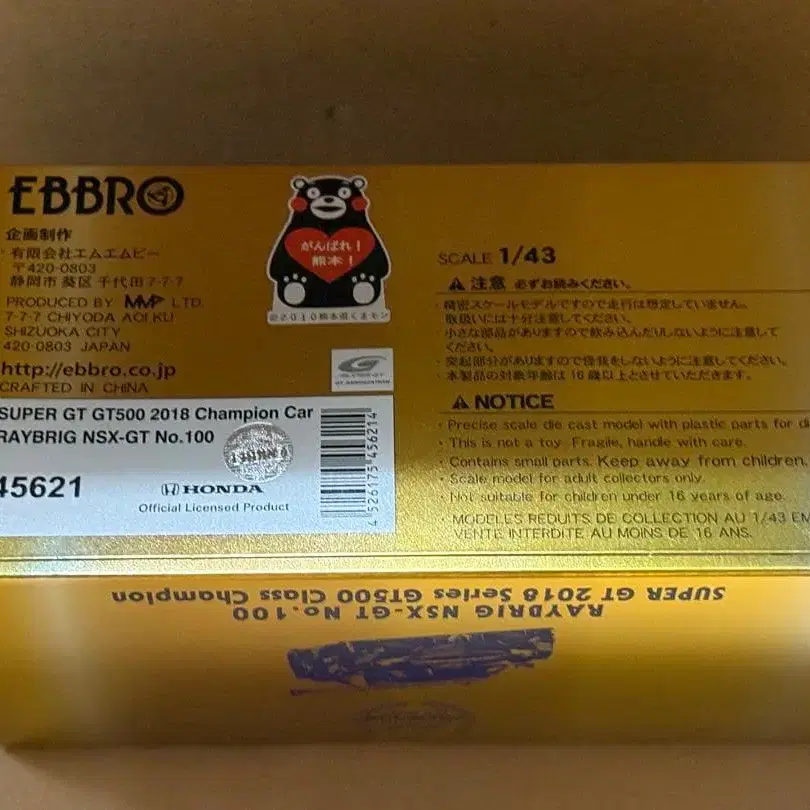 EBBRO
企画制作
有限会社エムエムピー
〒420-0803
静岡市 葵区 千代田 7-7-7
PRODUCED BY MMP LTD.
7-7-7 CHIYODA AOI KU
SHIZUOKA CITY
420-0803 JAPAN
http://ebbro.co.jp
CRAFTED IN CHINA
がんばれ!
熊本!
©2010熊本県くまモン
SUPER GT GT500 2018 Champion Car
RAYBRIG NSX-GT No.100
45621
HONDA
Official Licensed Product
4 526175 456214
SCALE 1/43
注意 必ずお読みください。
・精密スケールモデルですので走行は想定していません。
取扱いには十分注意してください。
・小さな部品がありますので飲み込んだりしないように注意して
ください。
・突起部分がありますので怪我をしないように注意してください。
・本製品の対象年齢は 16 歳以上とさせていただきます。
NOTICE
・Precise scale die cast model with plastic parts for
・This is not a toy. Fragile, handle with care.
・Contains small parts. Keep away from children.
・Scale model for adult collectors only.
・Not suitable for children under 16 years of age.
・MODELES REDUITS DE COLLECTION AU 1/43 EM
VENTE INTERDITE AU MOINS DE 16 ANS.
RAYBRIG NSX-GT No.100
SUPER GT 2018 Series GT500 Class Champion